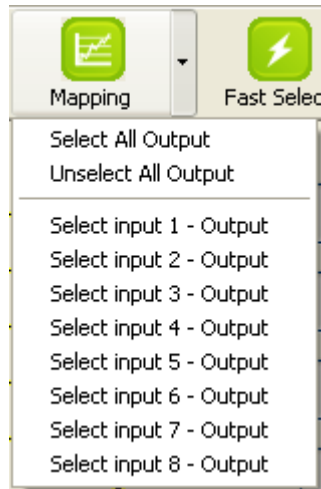 Mapping
Fast Selec
Select All Output
Unselect All Output
Select input 1 - Output
Select input 2 - Output
Select input 3 - Output
Select input 4 - Output
Select input 5 - Output
Select input 6 - Output
Select input 7 - Output
Select input 8 - Output